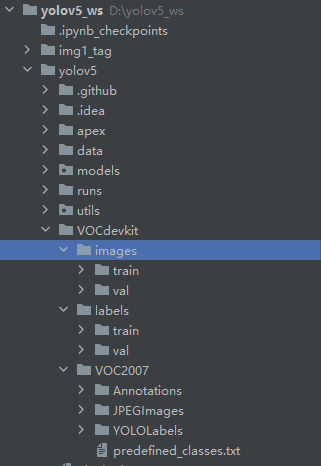 yolov5_ws D:\yolov5_ws
.ipynb_checkpoints
img1_tag
yolov5
.github
.idea
apex
data
models
runs
utils
VOCdevkit
images
train
val
labels
train
val
VOC2007
Annotations
JPEGImages
YOLOLabels
predefined_classes.txt